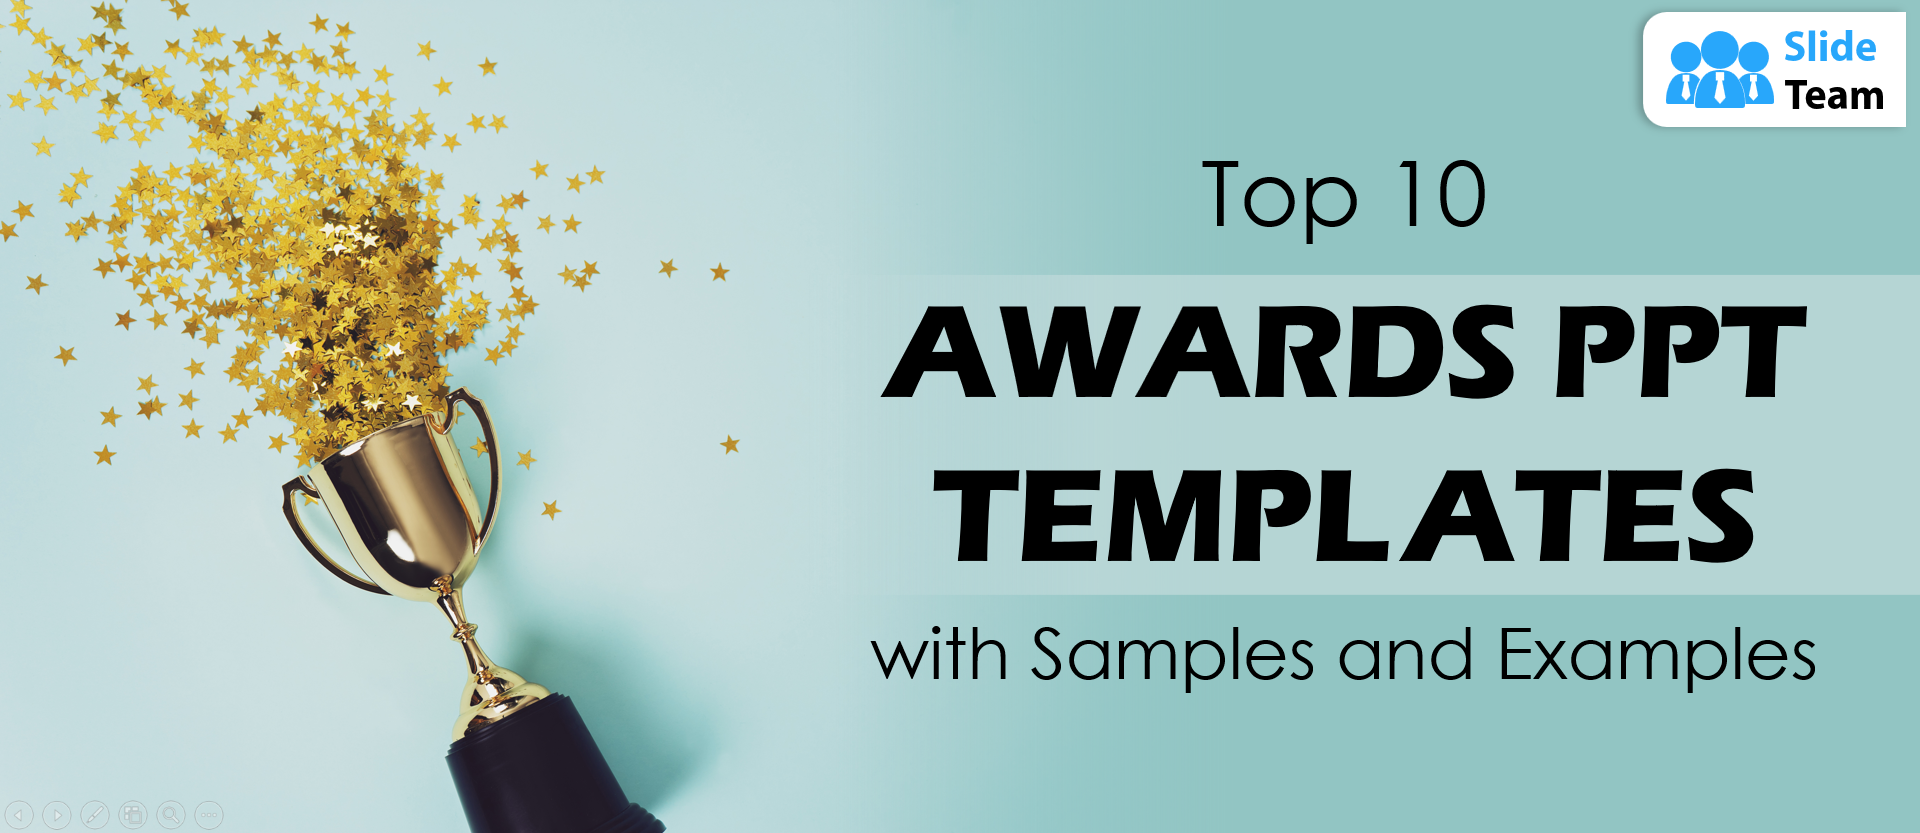 Slide
Team
Top 10
AWARDS PPT
TEMPLATES
with Samples and Examples